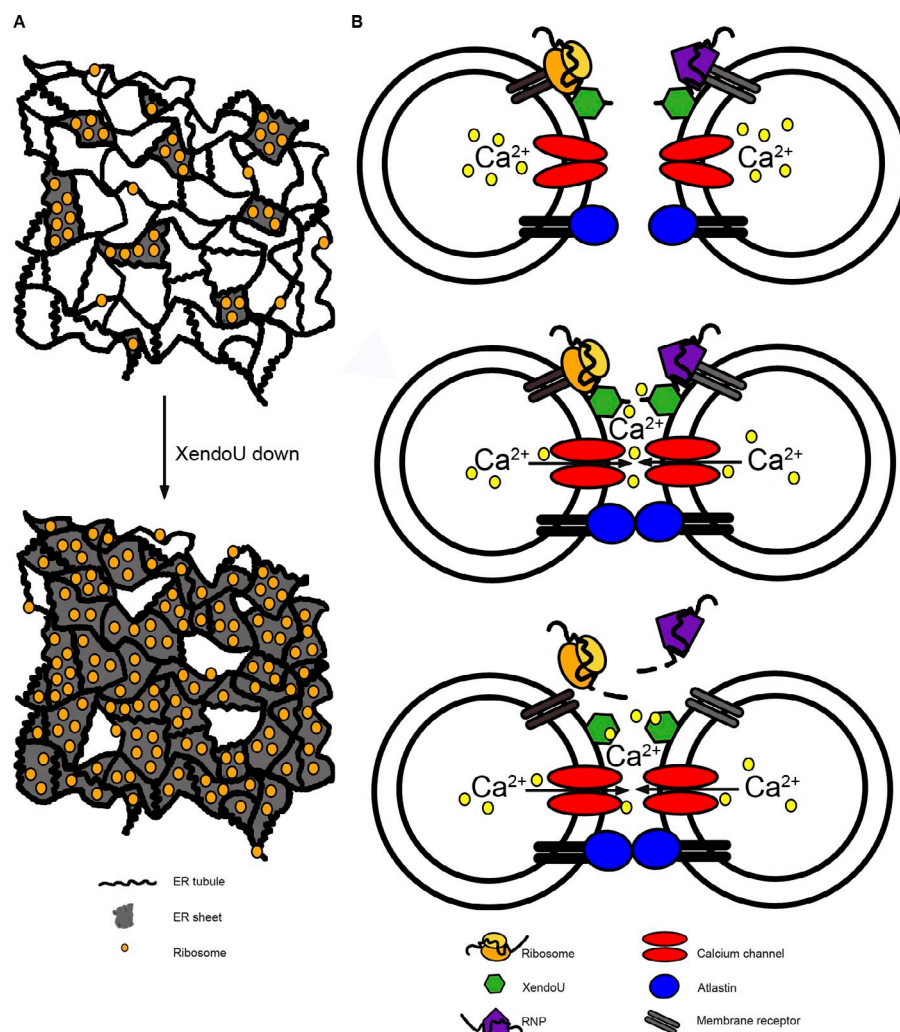 A
B
Ca²⁺
Ca²⁺
XendoU down
Ca²⁺
Ca²⁺
Ca²⁺
Ca²⁺
Ca²⁺
Ca²⁺
ER tubule
ER sheet
Ribosome
Ribosome
Calcium channel
XendoU
Atlastin
RNP
Membrane receptor